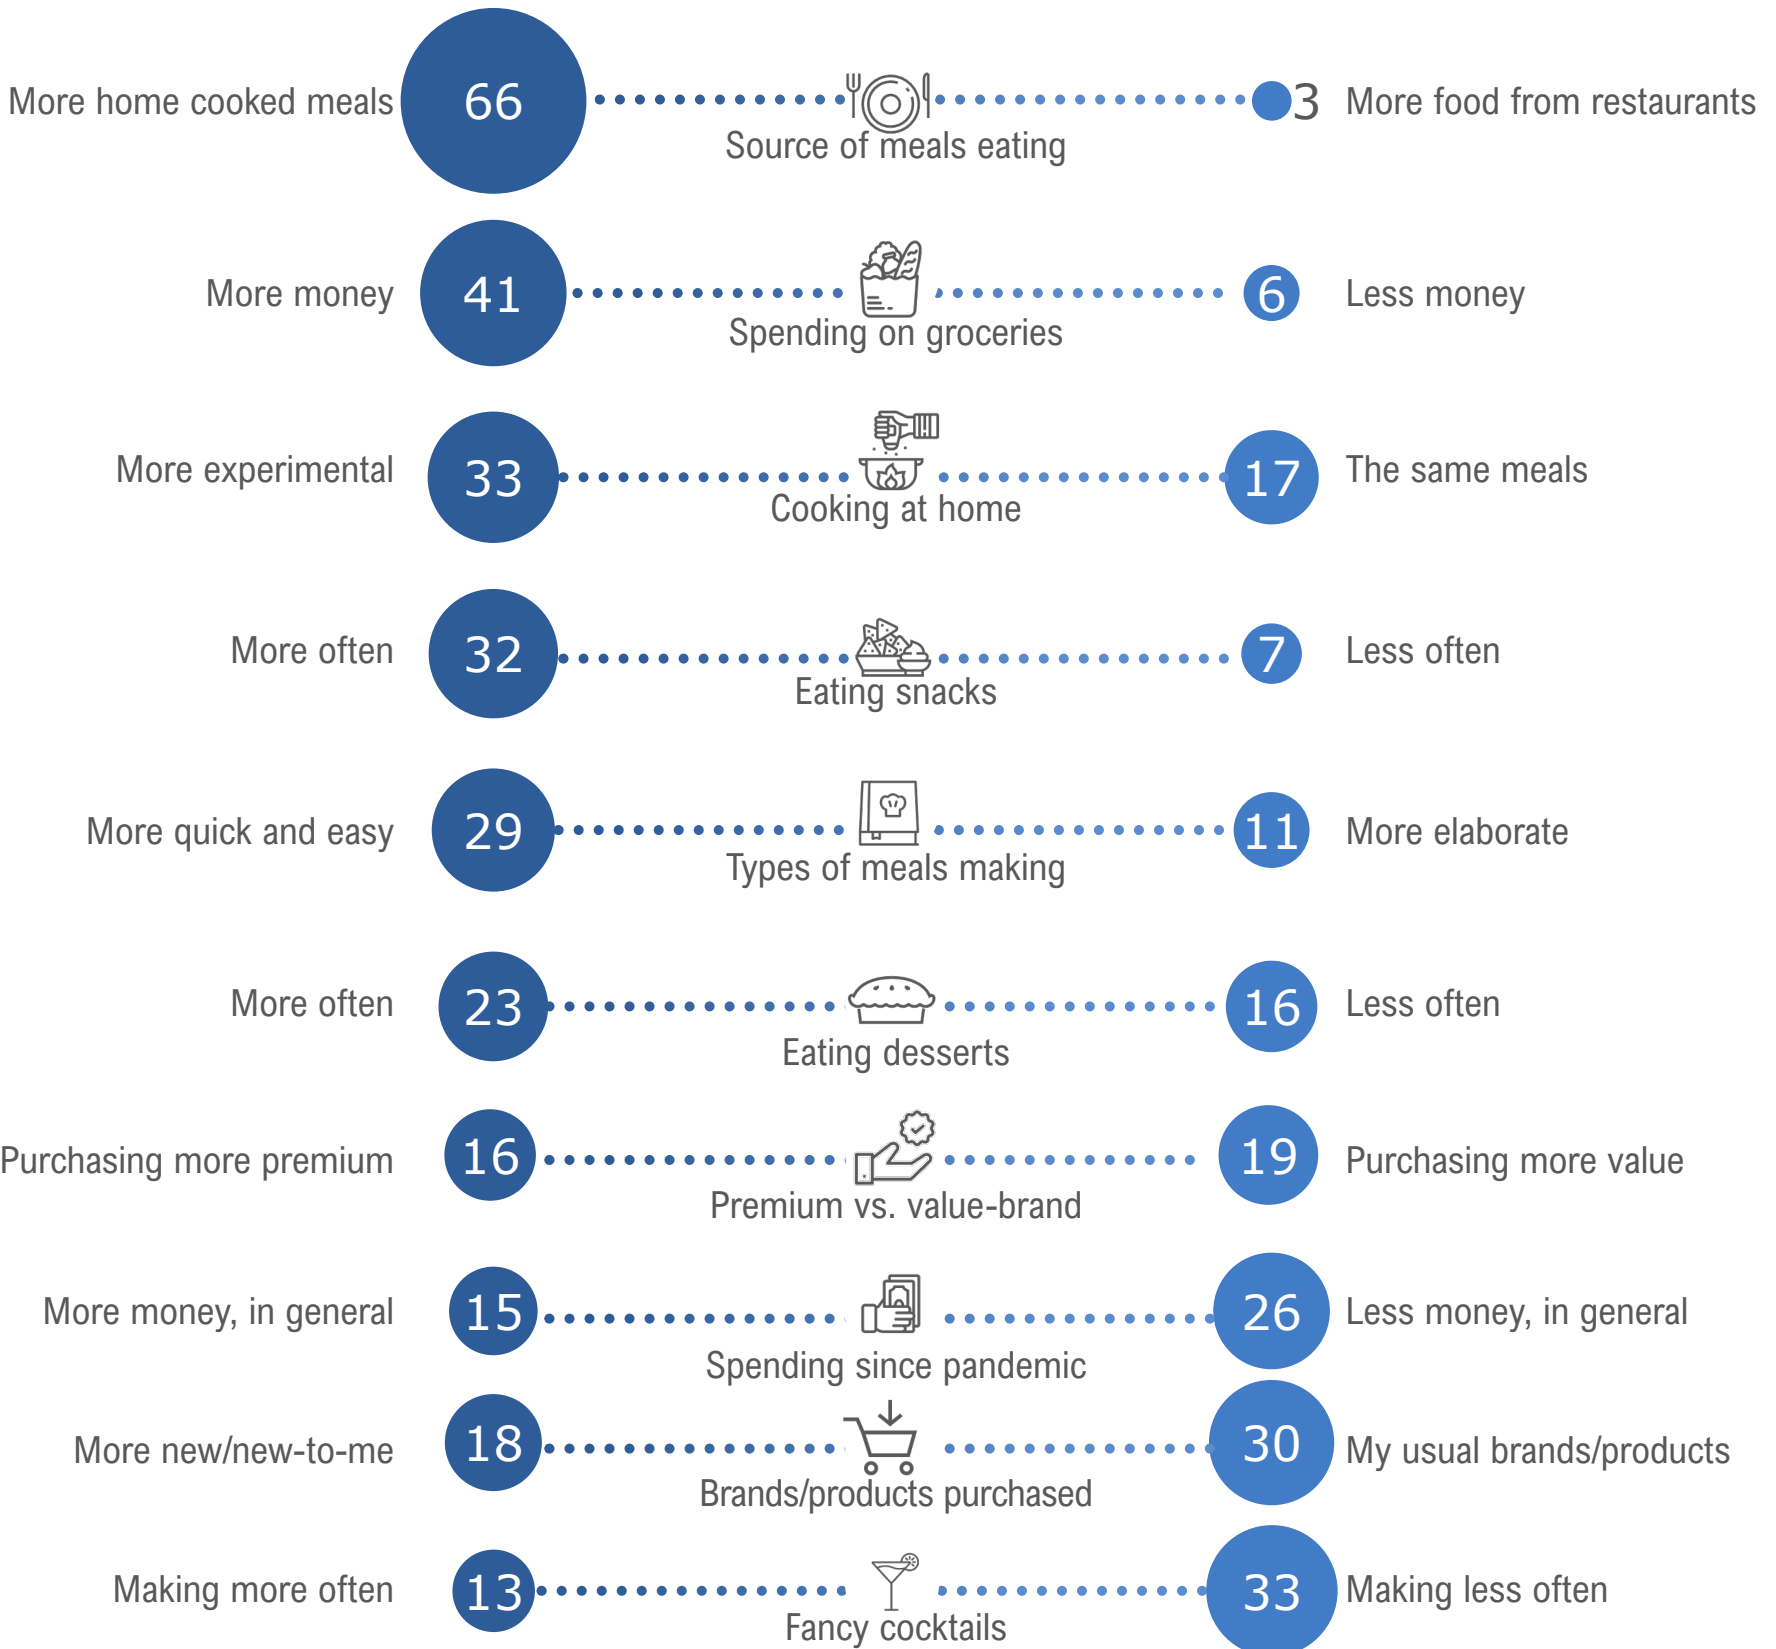 More home cooked meals 66 3 More food from restaurants
Source of meals eating
More money 41 6 Less money
Spending on groceries
More experimental 33 17 The same meals
Cooking at home
More often 32 7 Less often
Eating snacks
More quick and easy 29 11 More elaborate
Types of meals making
More often 23 16 Less often
Eating desserts
Purchasing more premium 16 19 Purchasing more value
Premium vs. value-brand
More money, in general 15 26 Less money, in general
Spending since pandemic
More new/new-to-me 18 30 My usual brands/products
Brands/products purchased
Making more often 13 33 Making less often
Fancy cocktails